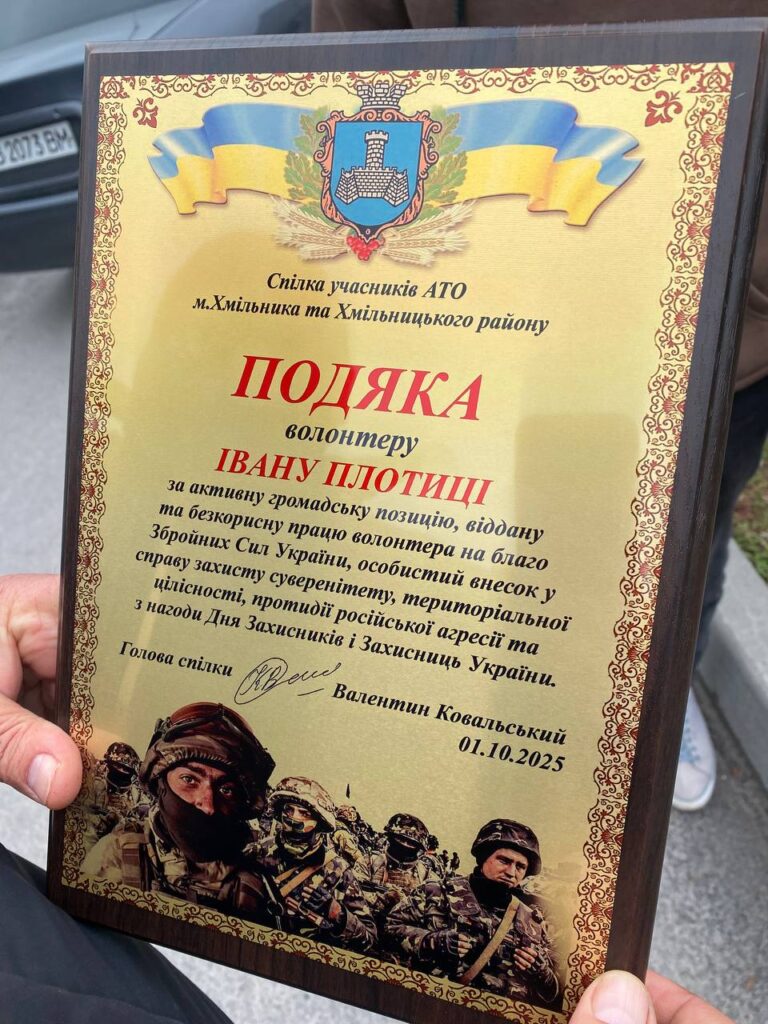 2073 BM
Спілка учасників АТО
м.Хмільника та Хмільницького району
ПОДЯКА
волонтеру
ІВАНУ ПЛОТИЦІ
за активну громадську позицію, віддану
та безкорисну працю волонтера на благо
Збройних Сил України, особистий внесок у
справу захисту суверенітету, територіальної
цілісності, протидії російської агресії та
з нагоди Дня Захисників і Захисниць України.
Голова спілки
Валентин Ковальський
01.10.2025